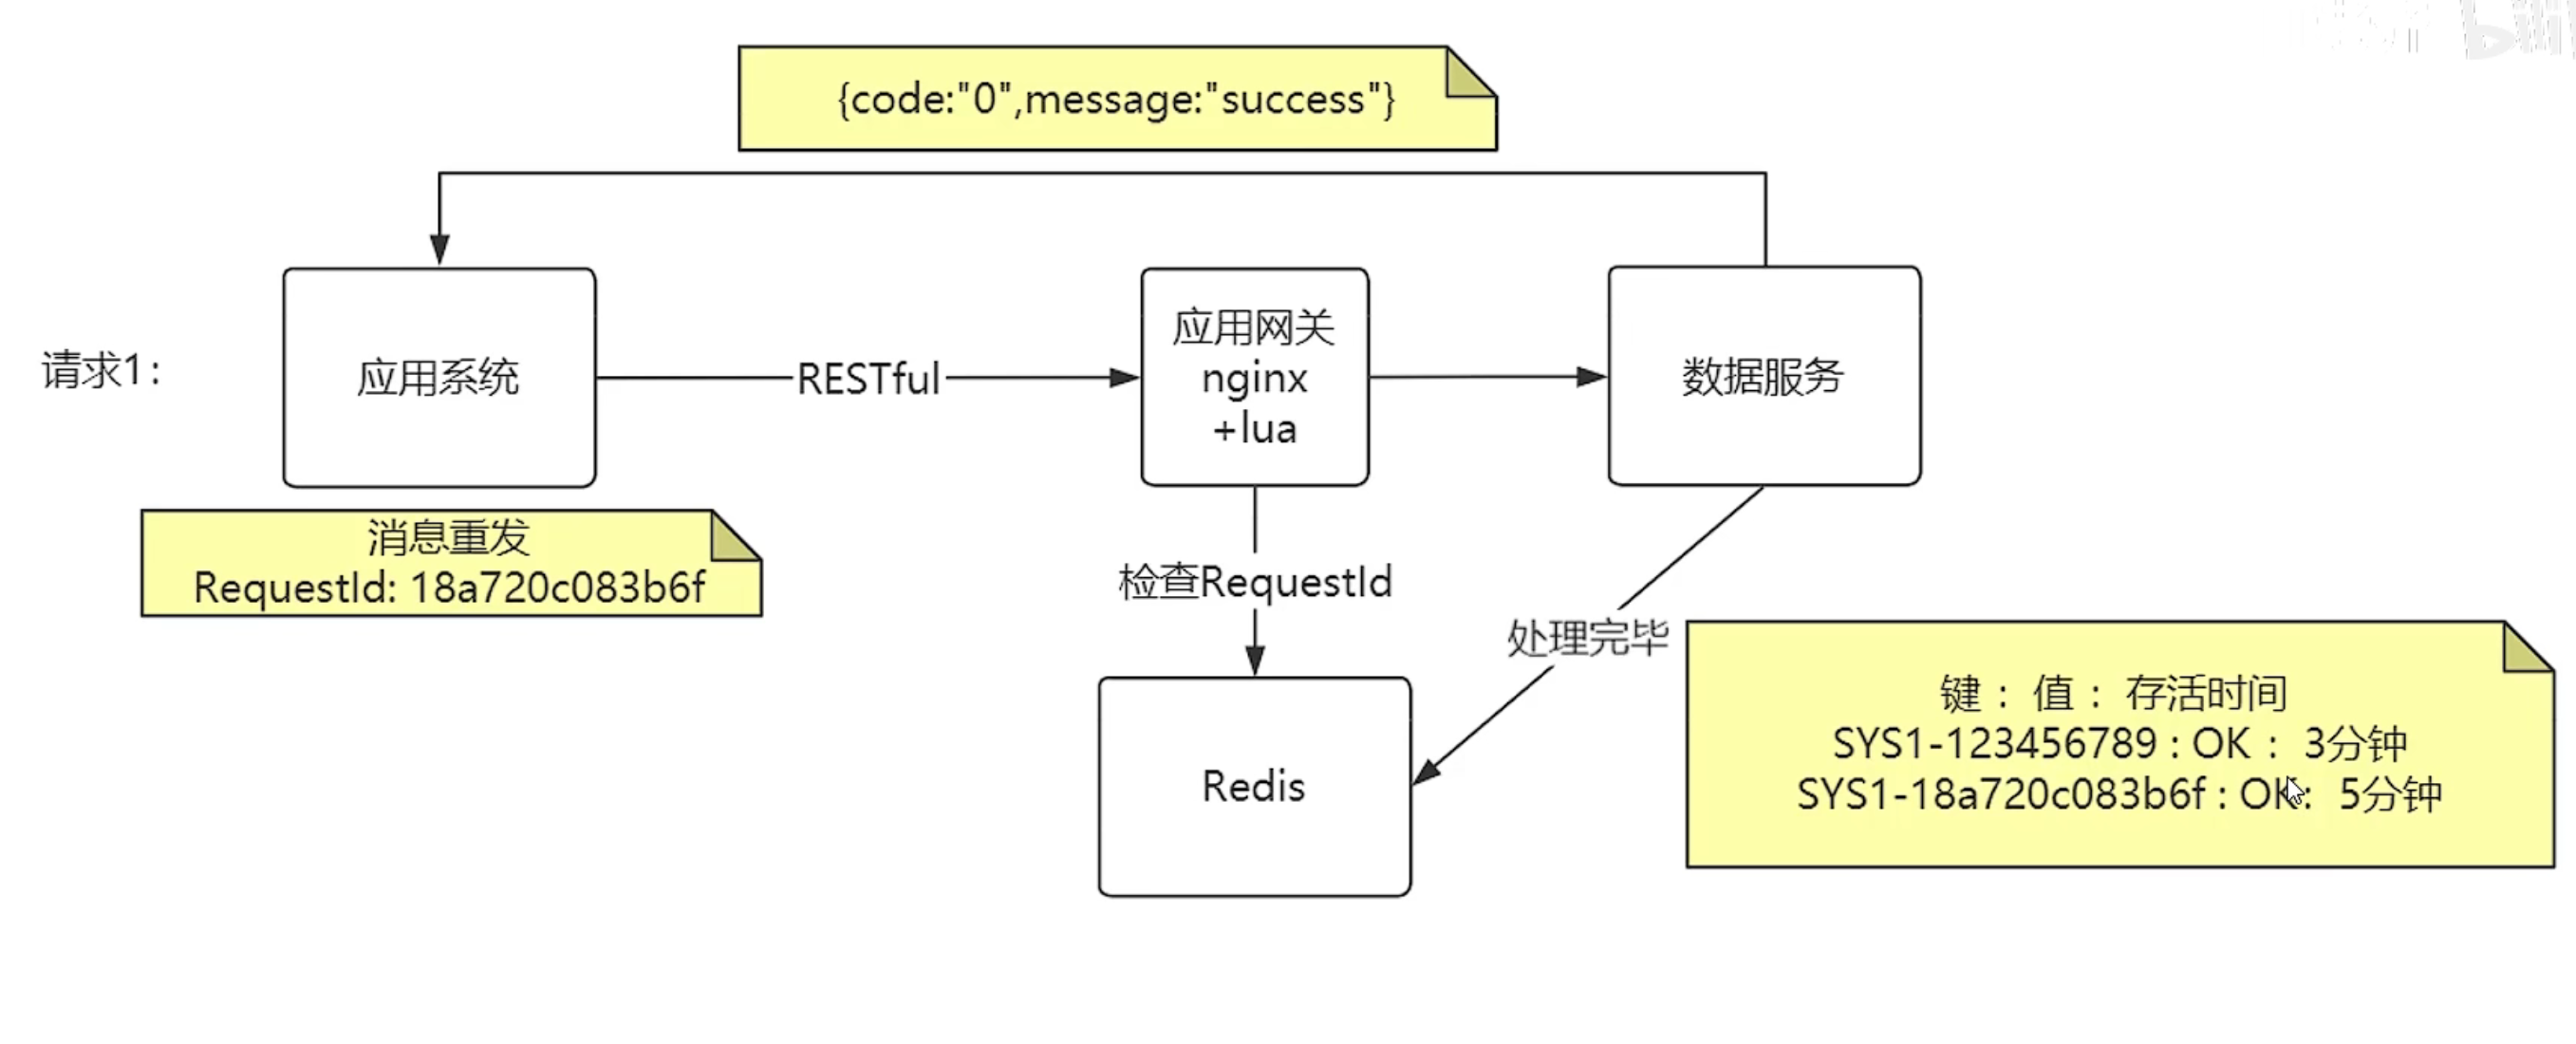 {code:"0",message:"success"}
请求1：
应用系统
RESTful
应用网关
nginx
+lua
数据服务
消息重发
RequestId: 18a720c083b6f
检查RequestId
处理完毕
Redis
键 ： 值 ： 存活时间
SYS1-123456789 : OK ： 3分钟
SYS1-18a720c083b6f : OK : 5分钟